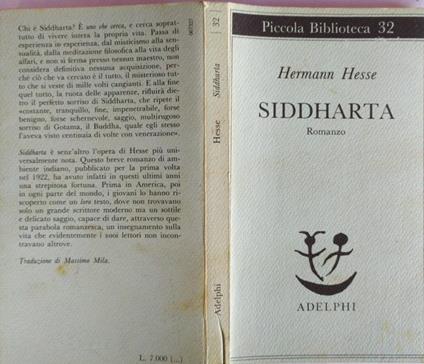 Chi è Siddharta? È uno che cerca, e cerca soprat-
tutto di vivere intera la propria vita. Passa di
esperienza in esperienza, dal misticismo alla sen-
sualità, dalla meditazione filosofica alla vita degli
affari, e non si ferma presso nessun maestro, non
considera definitiva nessuna acquisizione, per-
ché ciò che va cercato è il tutto, il misterioso tut-
to che si veste di mille volti cangianti. E alla fine
quel tutto, la ruota delle apparenze, rifluirà die-
tro il perfetto sorriso di Siddharta, che ripete il
«costante, tranquillo, fine, impenetrabile, forse
benigno, forse schernevole, saggio, multirugoso
sorriso di Gotama, il Buddha, quale egli stesso
l'aveva visto centinaia di volte con venerazione».
Siddharta è senz'altro l'opera di Hesse più uni-
versalmente nota. Questo breve romanzo di am-
biente indiano, pubblicato per la prima volta
nel 1922, ha avuto infatti in questi ultimi anni
una strepitosa fortuna. Prima in America, poi
in ogni parte del mondo, i giovani lo hanno ri-
scoperto come un loro testo, dove non trovavano
solo un grande scrittore moderno ma un sottile
e delicato saggio, capace di dare, attraverso que-
sta parabola romanzesca, un insegnamento sulla
vita che evidentemente i suoi lettori non incon-
travano altrove.
Traduzione di Massimo Mila.
L. 7.000 [...]
32
Siddharta
Hesse
Adelphi
Piccola Biblioteca 32
Hermann Hesse
SIDDHARTA
Romanzo
ADELPHI